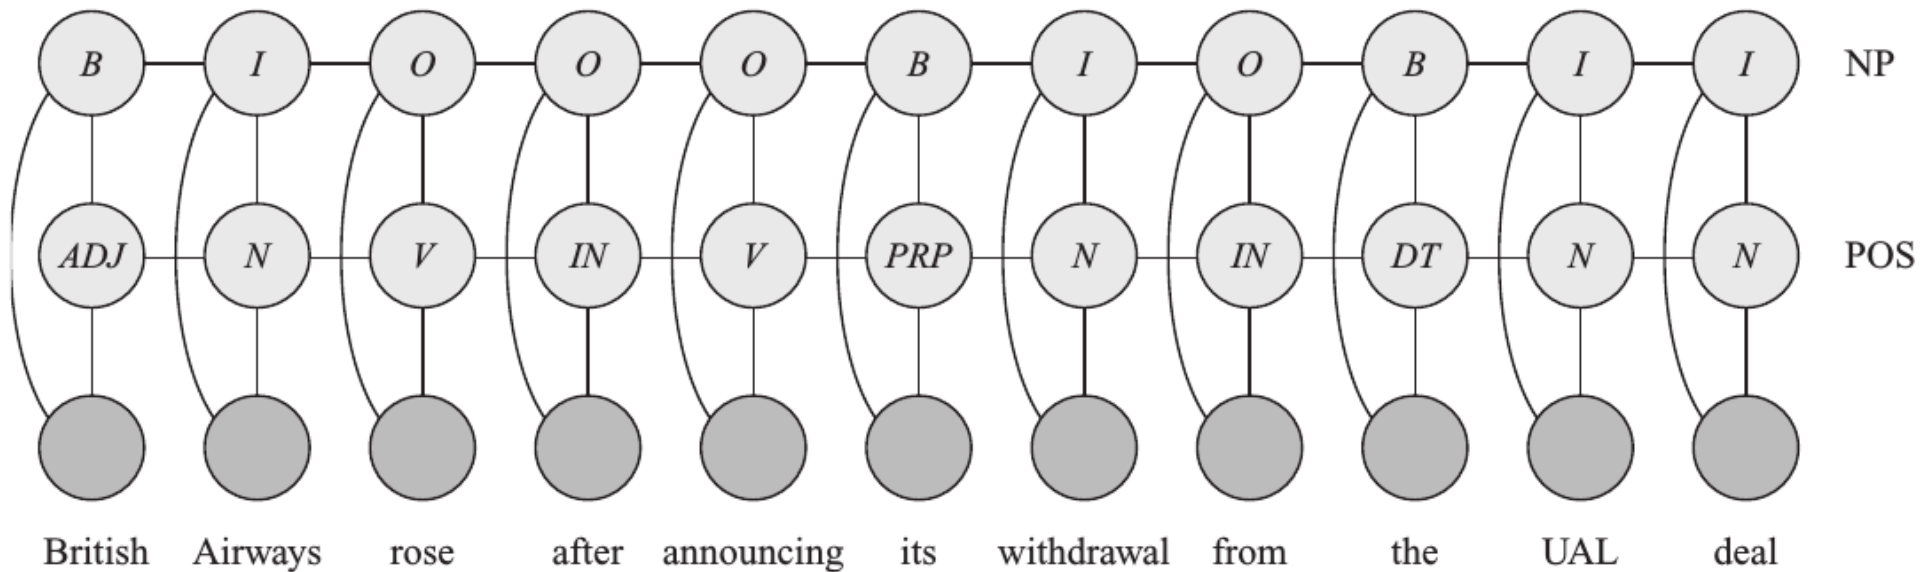 B I O O O B I O B I I NP
ADJ N V IN V PRP N IN DT N N POS
British Airways rose after announcing its withdrawal from the UAL deal